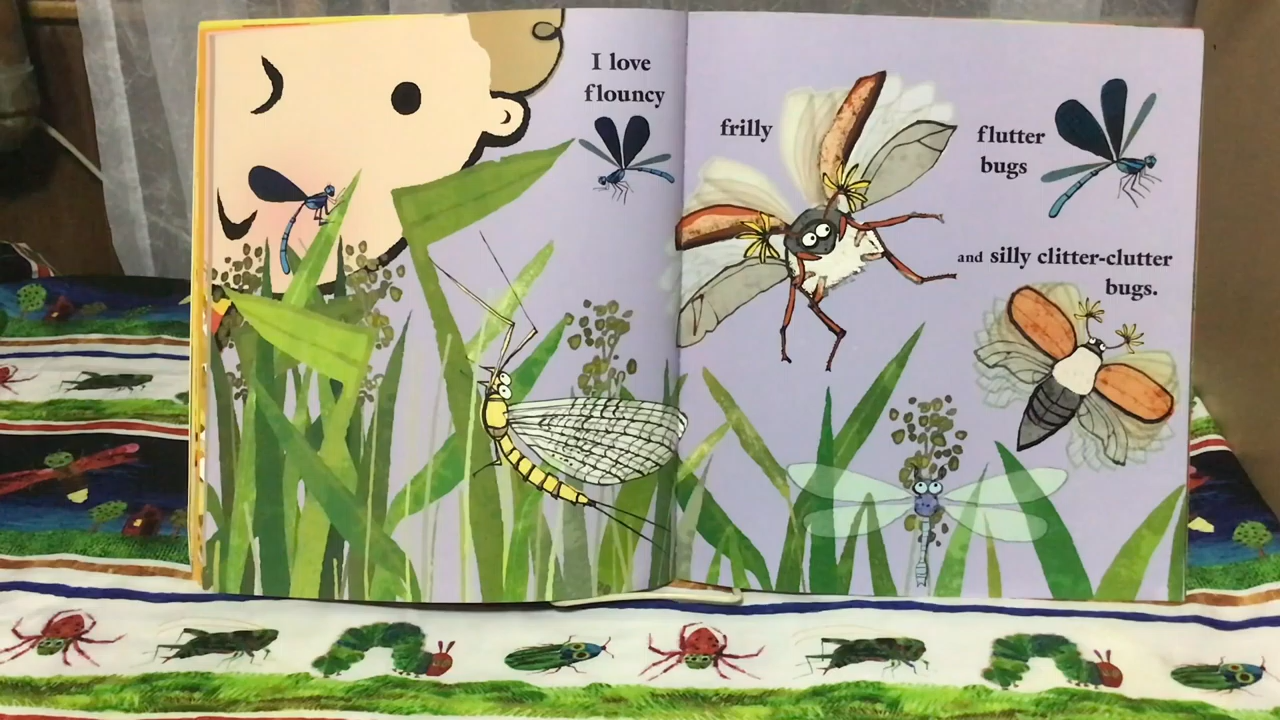 I love
flouncy
frilly
flutter
bugs
and silly clitter-clutter
bugs.